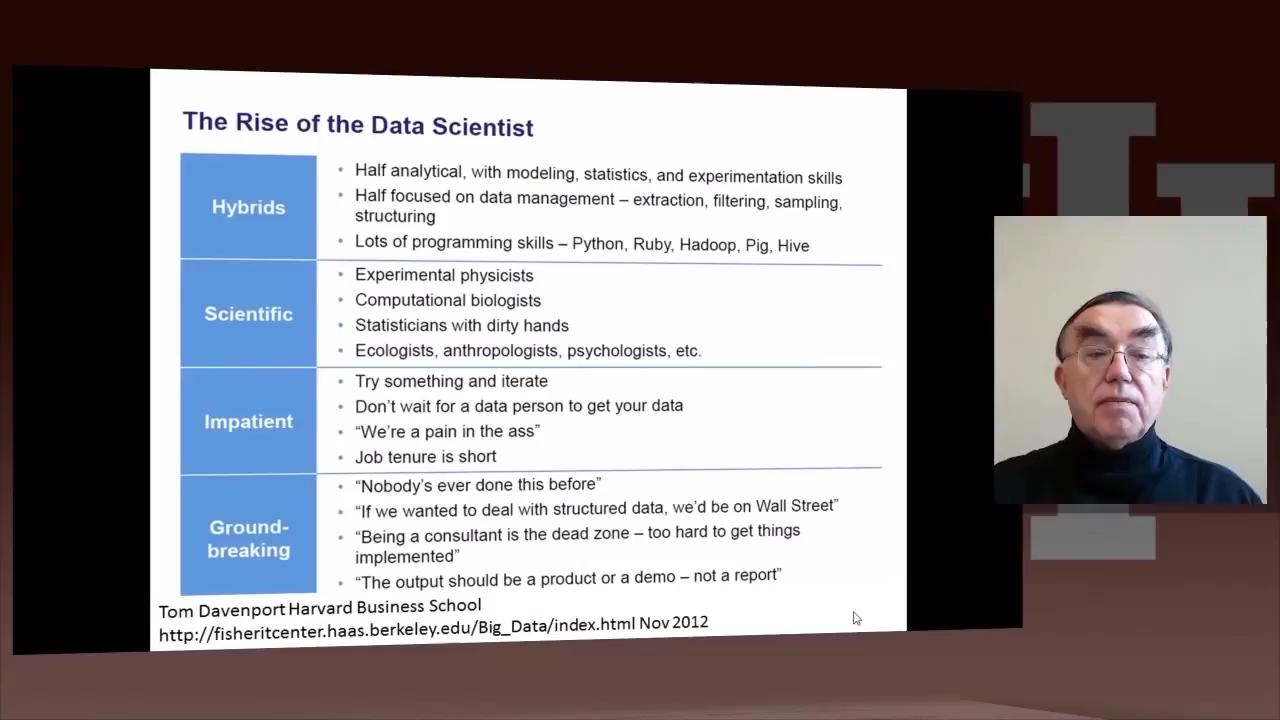 The Rise of the Data Scientist
Hybrids
• Half analytical, with modeling, statistics, and experimentation skills
• Half focused on data management – extraction, filtering, sampling,
structuring
• Lots of programming skills – Python, Ruby, Hadoop, Pig, Hive
Scientific
• Experimental physicists
• Computational biologists
• Statisticians with dirty hands
• Ecologists, anthropologists, psychologists, etc.
Impatient
• Try something and iterate
• Don’t wait for a data person to get your data
• “We’re a pain in the ass”
• Job tenure is short
Ground-
breaking
• “Nobody’s ever done this before”
• “If we wanted to deal with structured data, we’d be on Wall Street”
• “Being a consultant is the dead zone – too hard to get things
implemented”
• “The output should be a product or a demo – not a report”
Tom Davenport Harvard Business School
http://fisheritcenter.haas.berkeley.edu/Big_Data/index.html Nov 2012